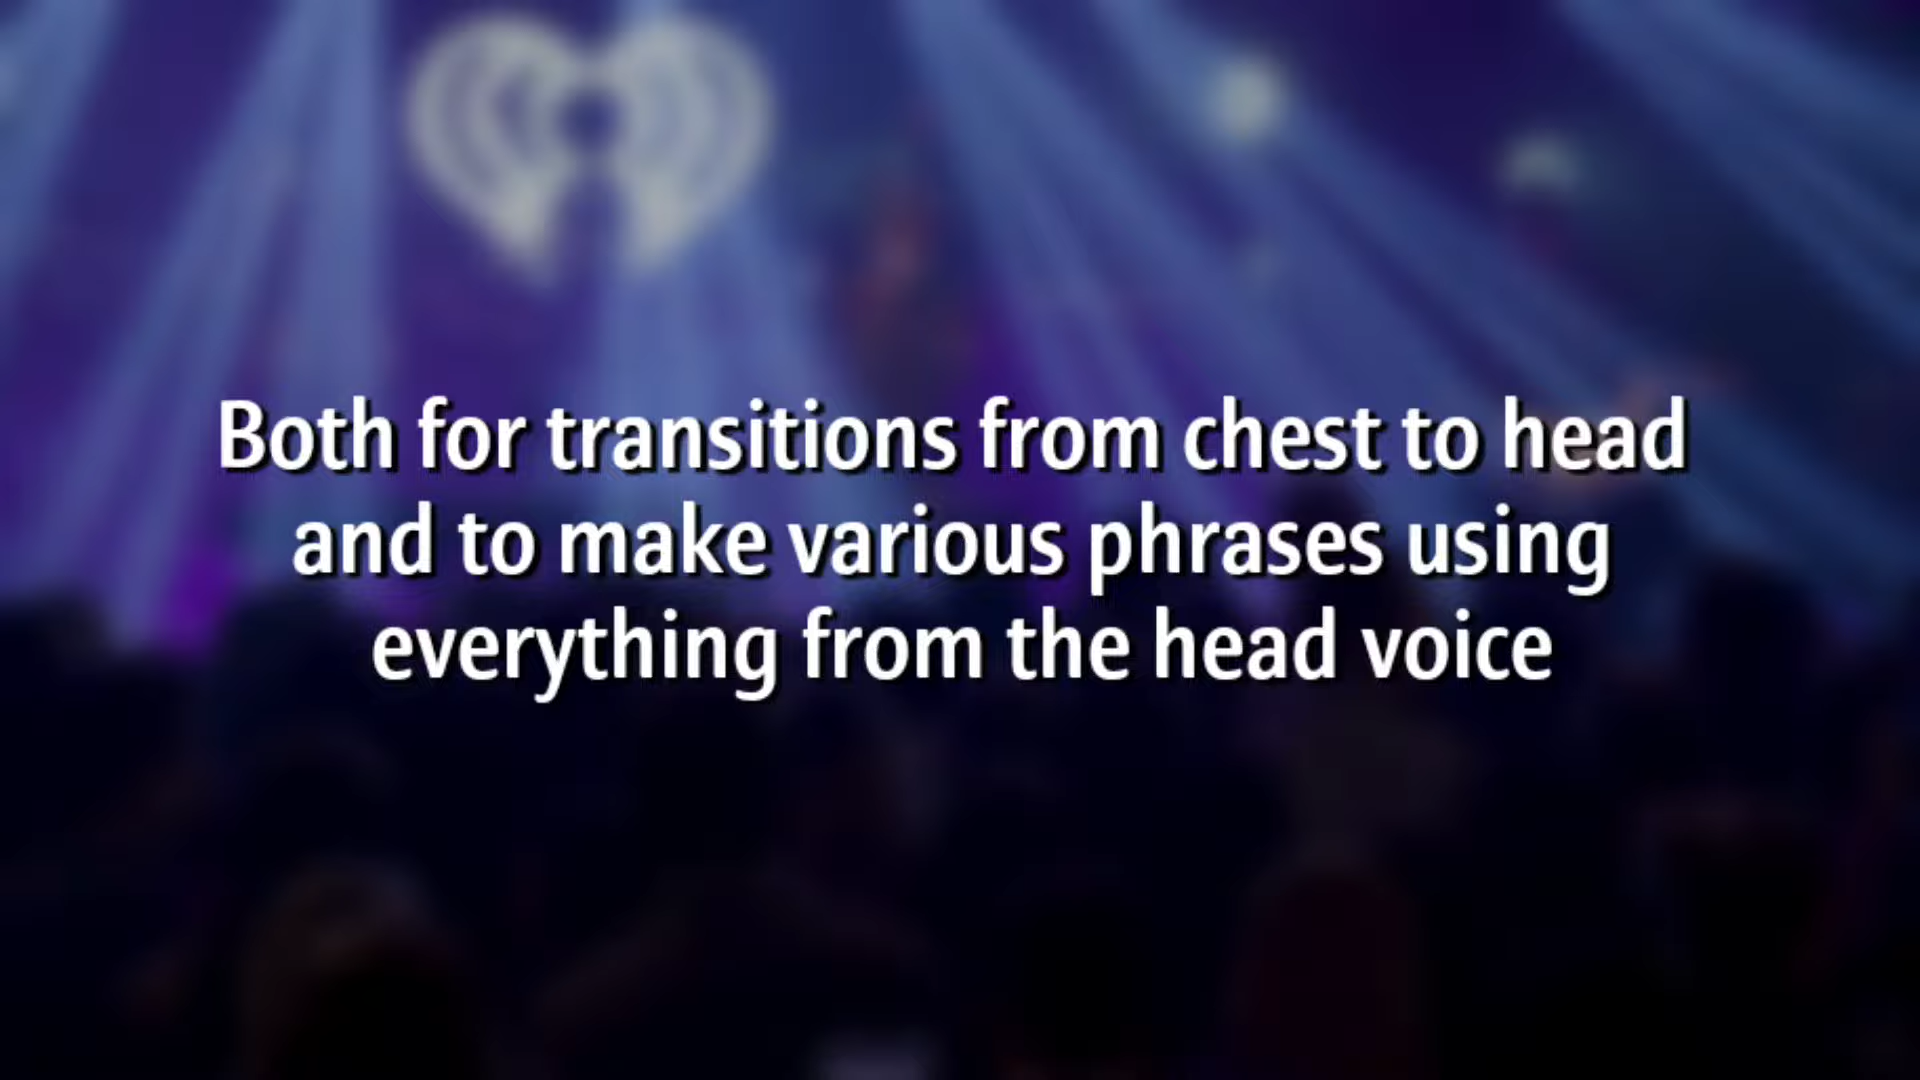 Both for transitions from chest to head
and to make various phrases using
everything from the head voice